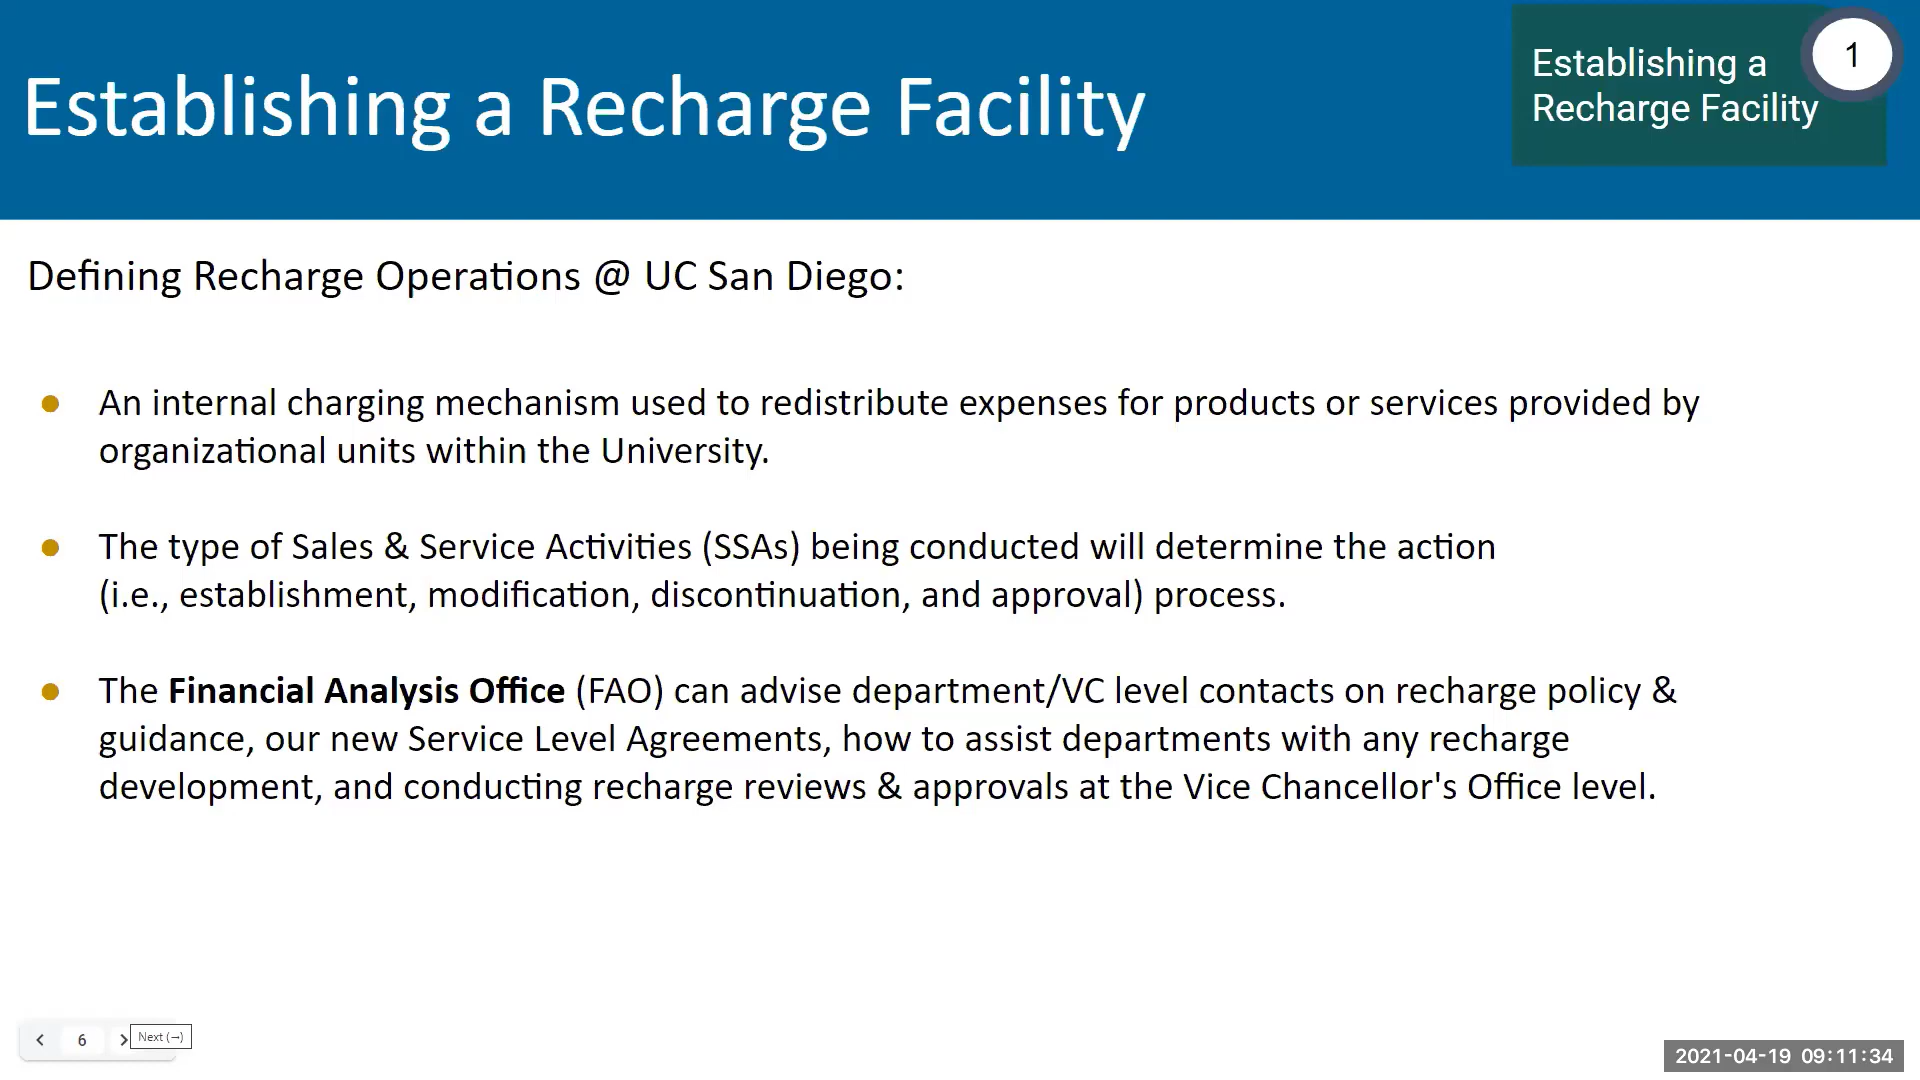 Establishing a Recharge Facility
Establishing a
Recharge Facility
1
Defining Recharge Operations @ UC San Diego:
● An internal charging mechanism used to redistribute expenses for products or services provided by
organizational units within the University.
● The type of Sales & Service Activities (SSAs) being conducted will determine the action
(i.e., establishment, modification, discontinuation, and approval) process.
● The Financial Analysis Office (FAO) can advise department/VC level contacts on recharge policy &
guidance, our new Service Level Agreements, how to assist departments with any recharge
development, and conducting recharge reviews & approvals at the Vice Chancellor's Office level.
6
Next (→)
2021-04-19 09:11:34